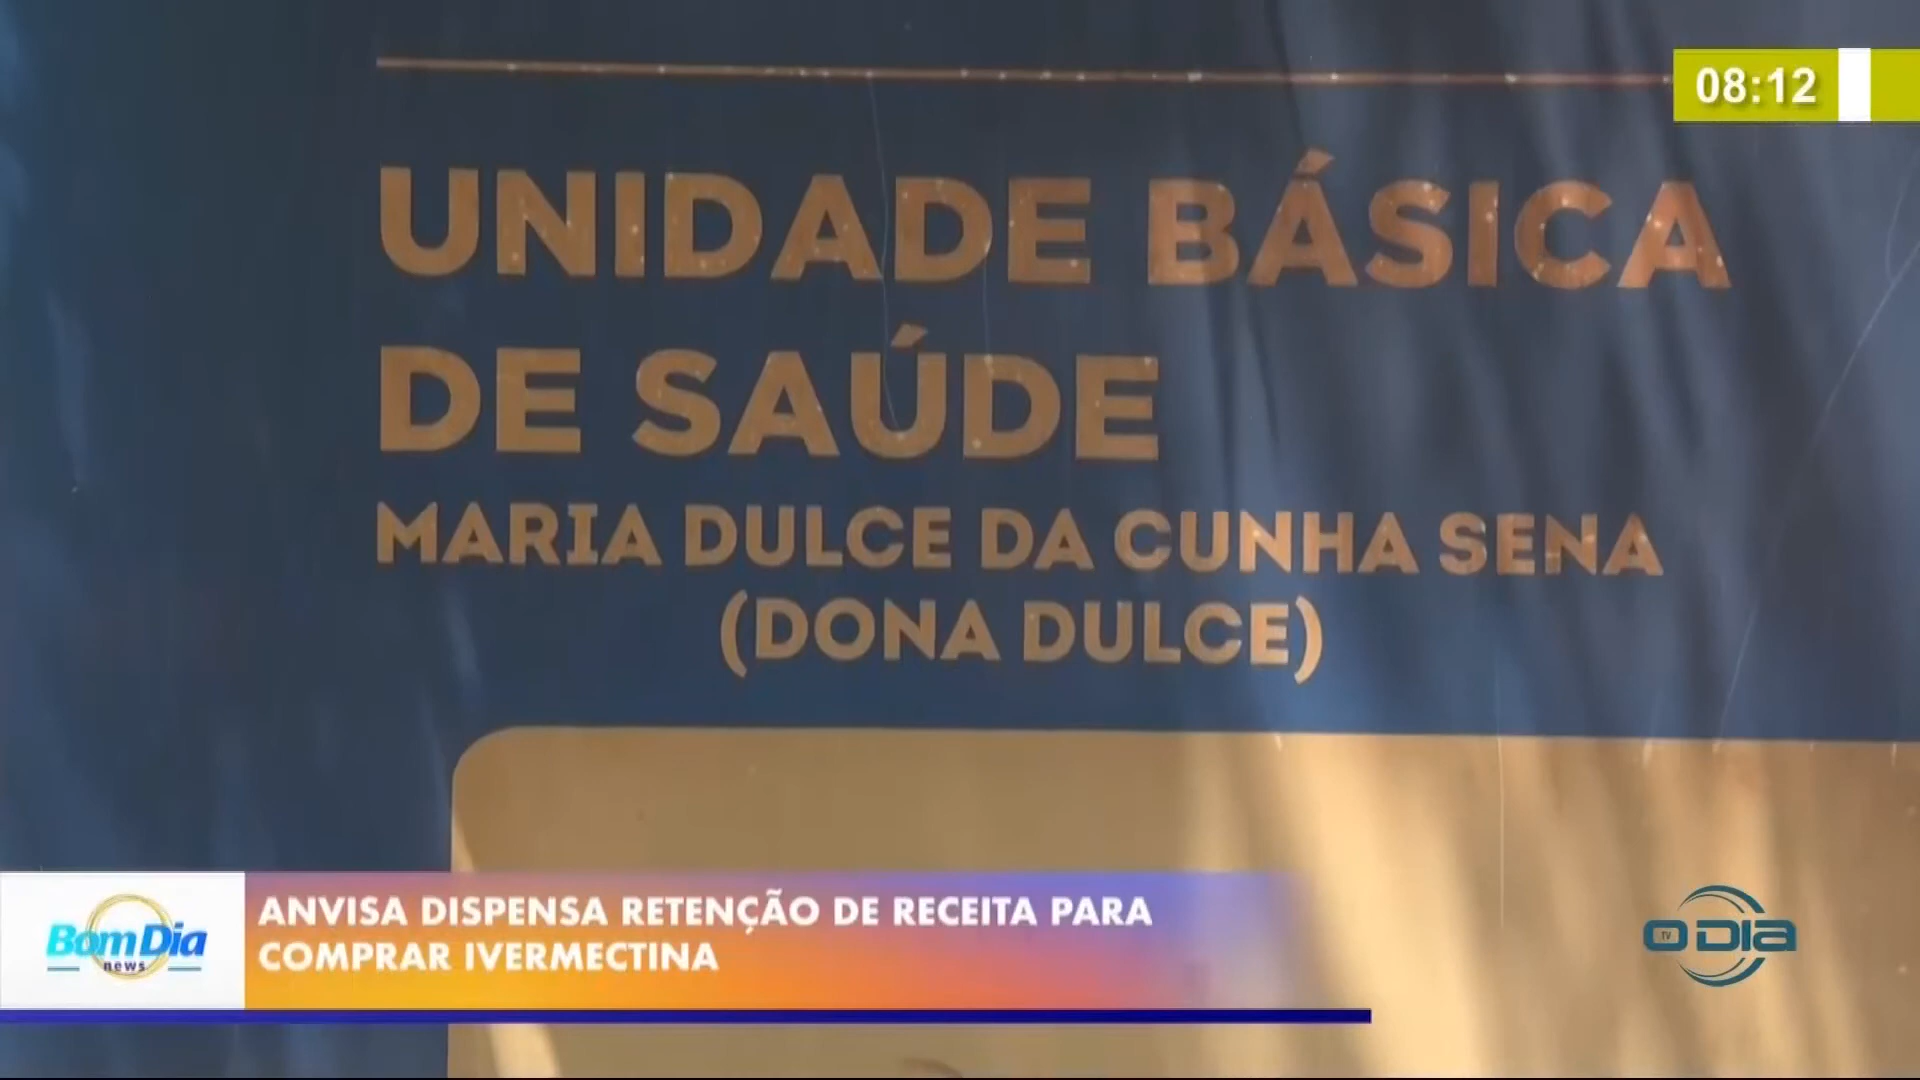 08:12
UNIDADE BÁSICA
DE SAÚDE
MARIA DULCE DA CUNHA SENA
(DONA DULCE)
Bom Dia
news
ANVISA DISPENSA RETENÇÃO DE RECEITA PARA
COMPRAR IVERMECTINA
TV O DIA